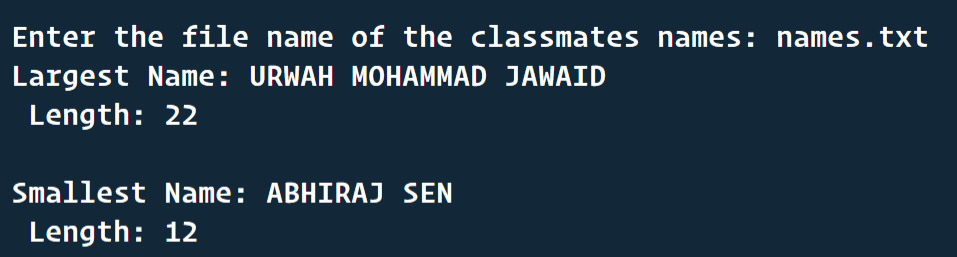 Enter the file name of the classmates names: names.txt
Largest Name: URWAH MOHAMMAD JAWAID
Length: 22
Smallest Name: ABHIRAJ SEN
Length: 12